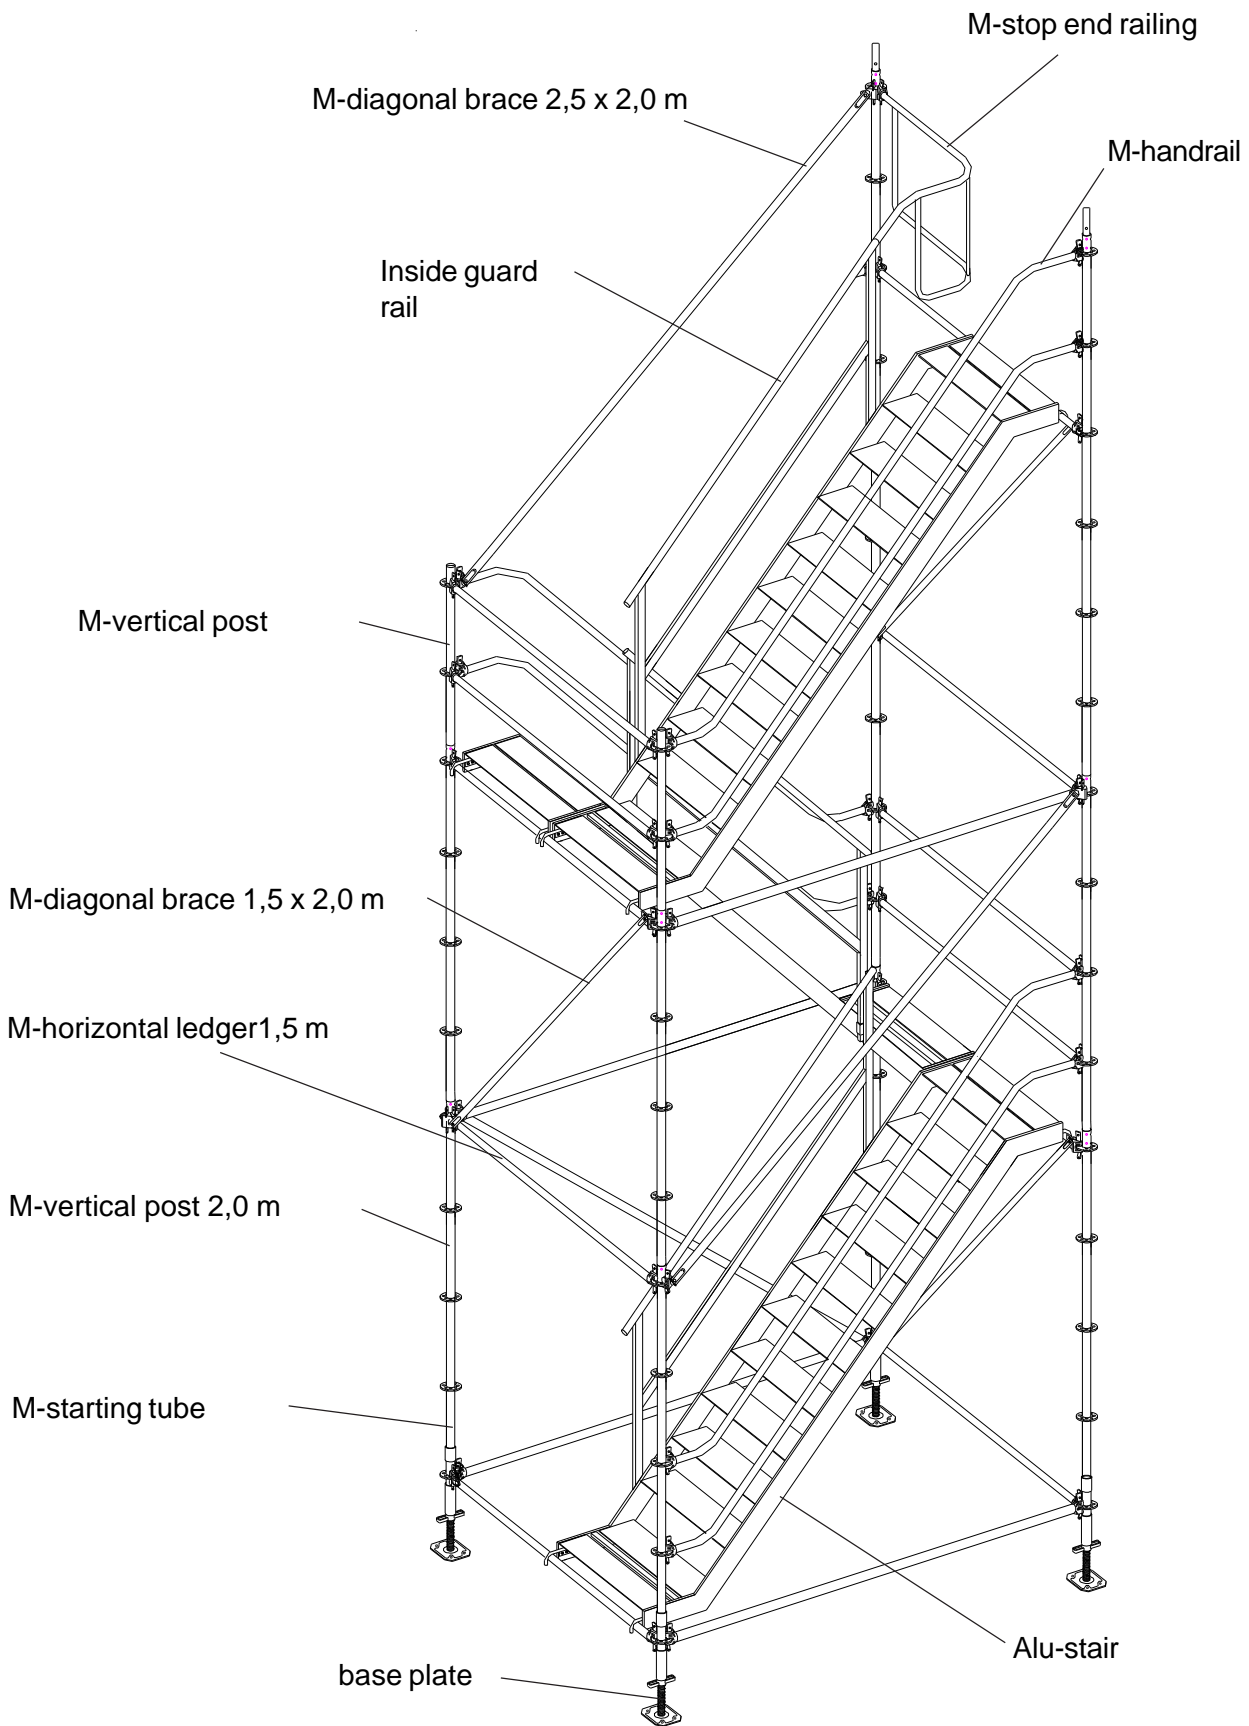 M-stop end railing
M-diagonal brace 2,5 x 2,0 m
M-handrail
Inside guard
rail
M-vertical post
M-diagonal brace 1,5 x 2,0 m
M-horizontal ledger1,5 m
M-vertical post 2,0 m
M-starting tube
Alu-stair
base plate